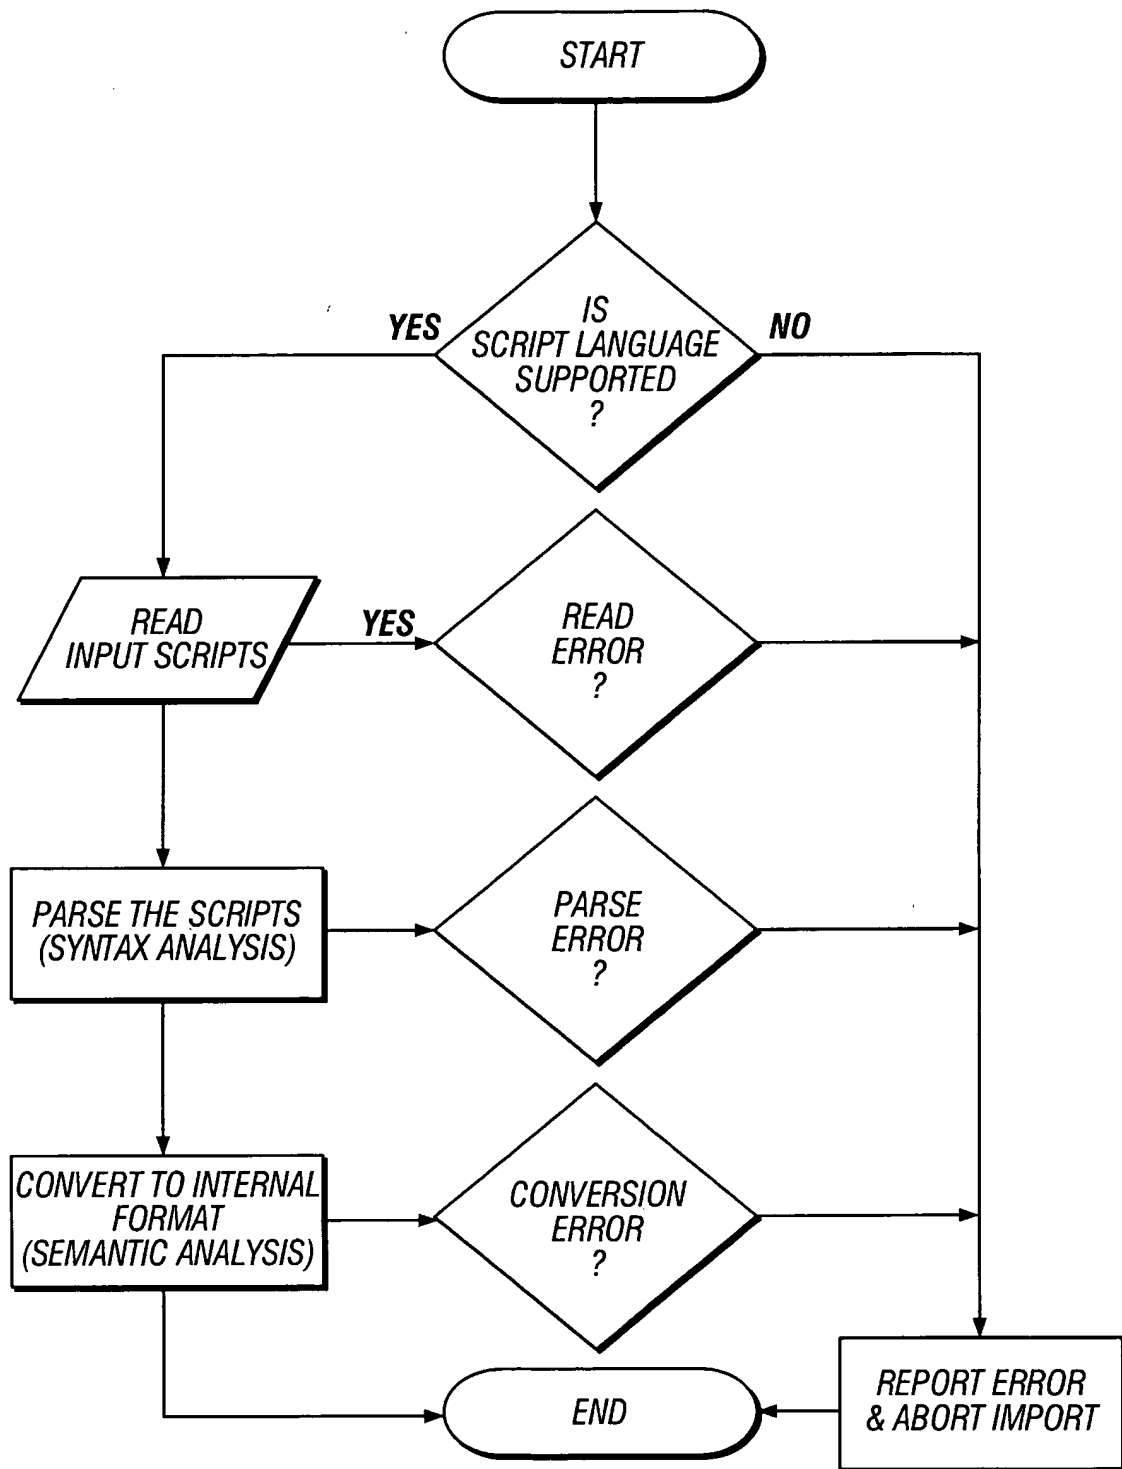 START
IS
SCRIPT LANGUAGE
SUPPORTED
?
YES
NO
READ
INPUT SCRIPTS
YES
READ
ERROR
?
PARSE THE SCRIPTS
(SYNTAX ANALYSIS)
PARSE
ERROR
?
CONVERT TO INTERNAL
FORMAT
(SEMANTIC ANALYSIS)
CONVERSION
ERROR
?
END
REPORT ERROR
& ABORT IMPORT